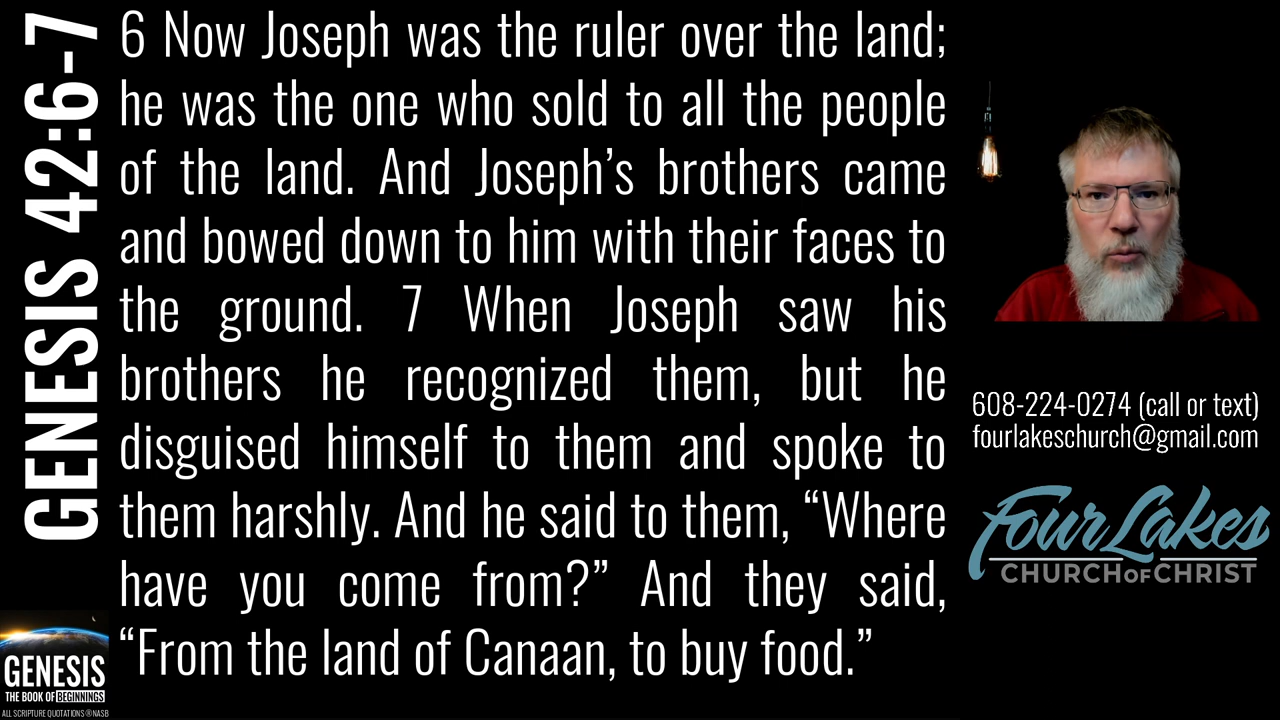 GENESIS 42:6-7
6 Now Joseph was the ruler over the land;
he was the one who sold to all the people
of the land. And Joseph’s brothers came
and bowed down to him with their faces to
the ground. 7 When Joseph saw his
brothers he recognized them, but he
disguised himself to them and spoke to
them harshly. And he said to them, “Where
have you come from?” And they said,
“From the land of Canaan, to buy food.”
608-224-0274 (call or text)
fourlakeschurch@gmail.com
Four Lakes
CHURCH OF CHRIST
GENESIS
THE BOOK OF BEGINNINGS
ALL SCRIPTURE QUOTATIONS ® NASB